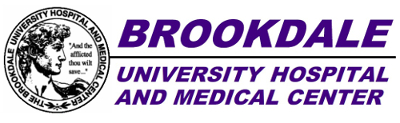 THE BROOKDALE UNIVERSITY HOSPITAL AND MEDICAL CENTER
"And the
afflicted
thou wilt
save..."
BROOKDALE
UNIVERSITY HOSPITAL
AND MEDICAL CENTER